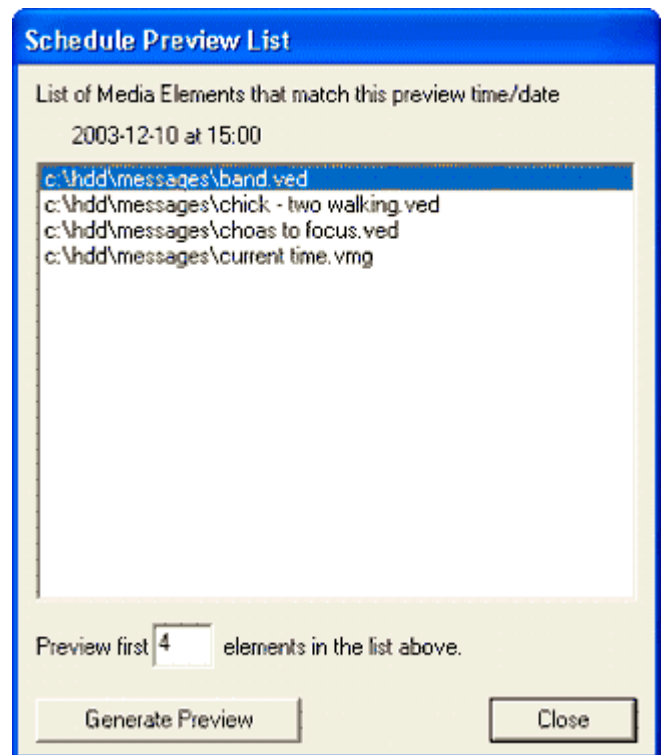 Schedule Preview List
List of Media Elements that match this preview time/date
2003-12-10 at 15:00
c:\hdd\messages\band.ved
c:\hdd\messages\chick - two walking.ved
c:\hdd\messages\choas to focus.ved
c:\hdd\messages\current time.vmg
Preview first 4 elements in the list above.
Generate Preview Close